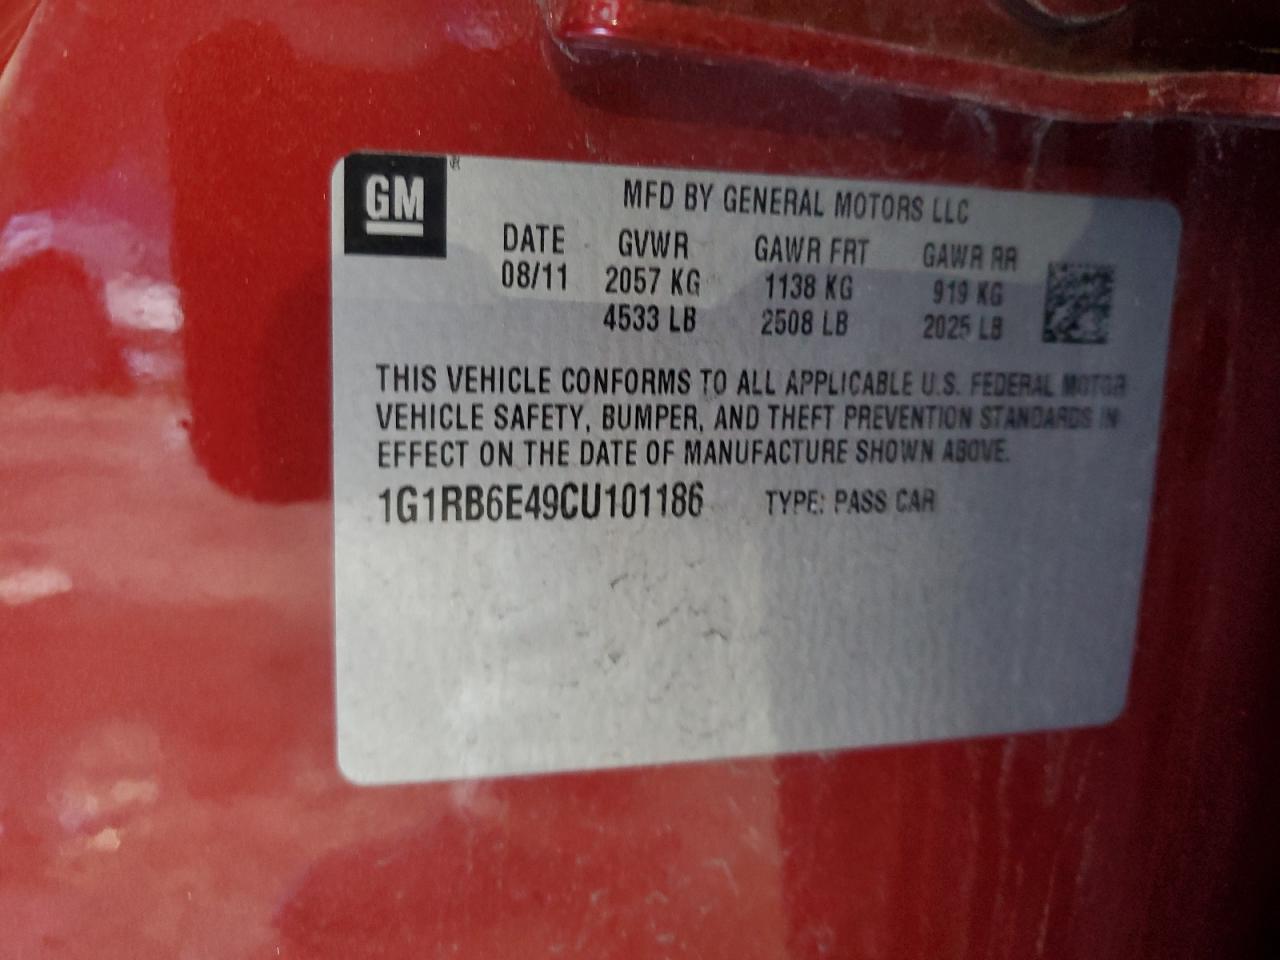 GM ®
MFD BY GENERAL MOTORS LLC
DATE GVWR GAWR FRT GAWR RR
08/11 2057 KG 1138 KG 919 KG
4533 LB 2508 LB 2025 LB
THIS VEHICLE CONFORMS TO ALL APPLICABLE U.S. FEDERAL MOTOR
VEHICLE SAFETY, BUMPER, AND THEFT PREVENTION STANDARDS IN
EFFECT ON THE DATE OF MANUFACTURE SHOWN ABOVE.
1G1RB6E49CU101186 TYPE: PASS CAR